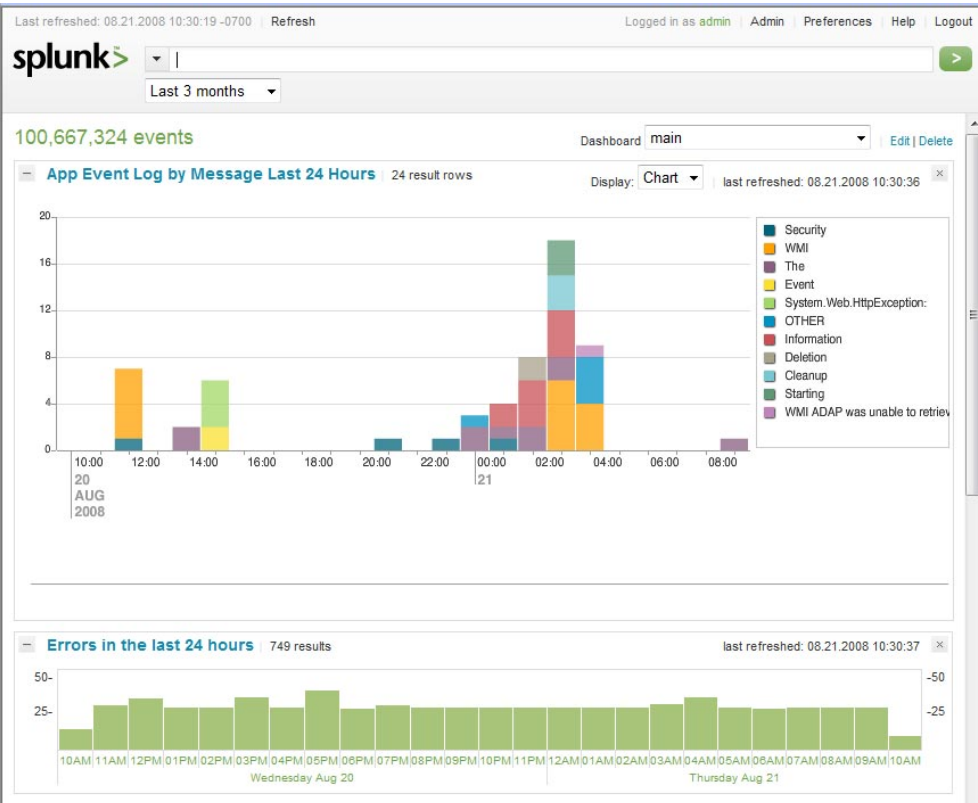 Last refreshed: 08.21.2008 10:30:19 -0700 Refresh Logged in as admin Admin Preferences Help Logout
splunk> ™
>
Last 3 months
100,667,324 events Dashboard main Edit | Delete
App Event Log by Message Last 24 Hours 24 result rows Display: Chart last refreshed: 08.21.2008 10:30:36
20
16
12
8
4
0
Security
WMI
The
Event
System.Web.HttpException:
OTHER
Information
Deletion
Cleanup
Starting
WMI ADAP was unable to retriev
10:00 12:00 14:00 16:00 18:00 20:00 22:00 00:00 02:00 04:00 06:00 08:00
20 21
AUG
2008
Errors in the last 24 hours 749 results last refreshed: 08.21.2008 10:30:37
50- -50
25- -25
10AM 11AM 12PM 01PM 02PM 03PM 04PM 05PM 06PM 07PM 08PM 09PM 10PM 11PM 12AM 01AM 02AM 03AM 04AM 05AM 06AM 07AM 08AM 09AM 10AM
Wednesday Aug 20 Thursday Aug 21